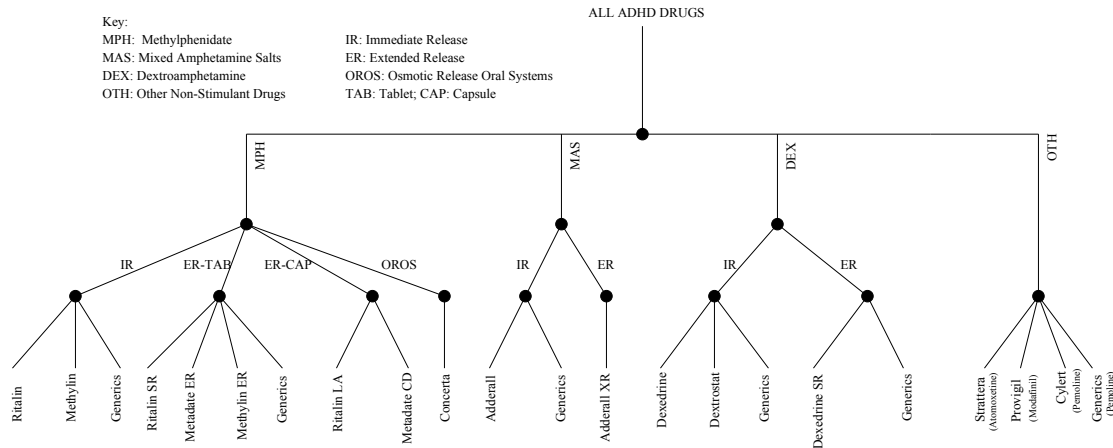 ALL ADHD DRUGS
Key:
MPH: Methylphenidate
MAS: Mixed Amphetamine Salts
DEX: Dextroamphetamine
OTH: Other Non-Stimulant Drugs
IR: Immediate Release
ER: Extended Release
OROS: Osmotic Release Oral Systems
TAB: Tablet; CAP: Capsule
MPH
MAS
DEX
OTH
IR
ER-TAB
ER-CAP
OROS
IR
ER
IR
ER
Ritalin
Methylin
Generics
Ritalin SR
Metadate ER
Methylin ER
Generics
Ritalin LA
Metadate CD
Concerta
Adderall
Generics
Adderall XR
Dexedrine
Dextrostat
Generics
Dexedrine SR
Generics
Strattera
(Atomoxetine)
Provigil
(Modafinil)
Cylert
(Pemoline)
Generics
(Pemoline)